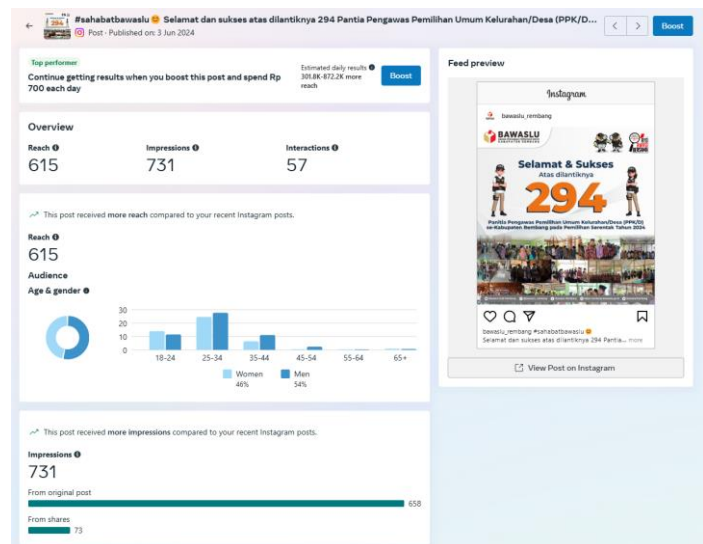 #sahabatbawaslu😊 Selamat dan sukses atas dilantiknya 294 Pantia Pengawas Pemilihan Umum Kelurahan/Desa (PPK/D...
Post · Published on: 3 Jun 2024
Boost
Top performer
Continue getting results when you boost this post and spend Rp
700 each day
Estimated daily results
301.8K-872.2K more
reach
Boost
Overview
Reach
615
Impressions
731
Interactions
57
This post received more reach compared to your recent Instagram posts.
Reach
615
Audience
Age & gender
30
20
10
0
18-24
25-34
35-44
45-54
55-64
65+
Women
46%
Men
54%
This post received more impressions compared to your recent Instagram posts.
Impressions
731
From original post
658
From shares
73
Feed preview
Instagram
bawaslu_rembang
BAWASLU
Selamat & Sukses
Atas dilantiknya
294
Panitia Pengawas Pemilihan Umum Kelurahan/Desa (PPK/D)
se-Kabupaten Rembang pada Pemilihan Serentak Tahun 2024
bawaslu_rembang #sahabatbawaslu😊
Selamat dan sukses atas dilantiknya 294 Pantia... more
View Post on Instagram